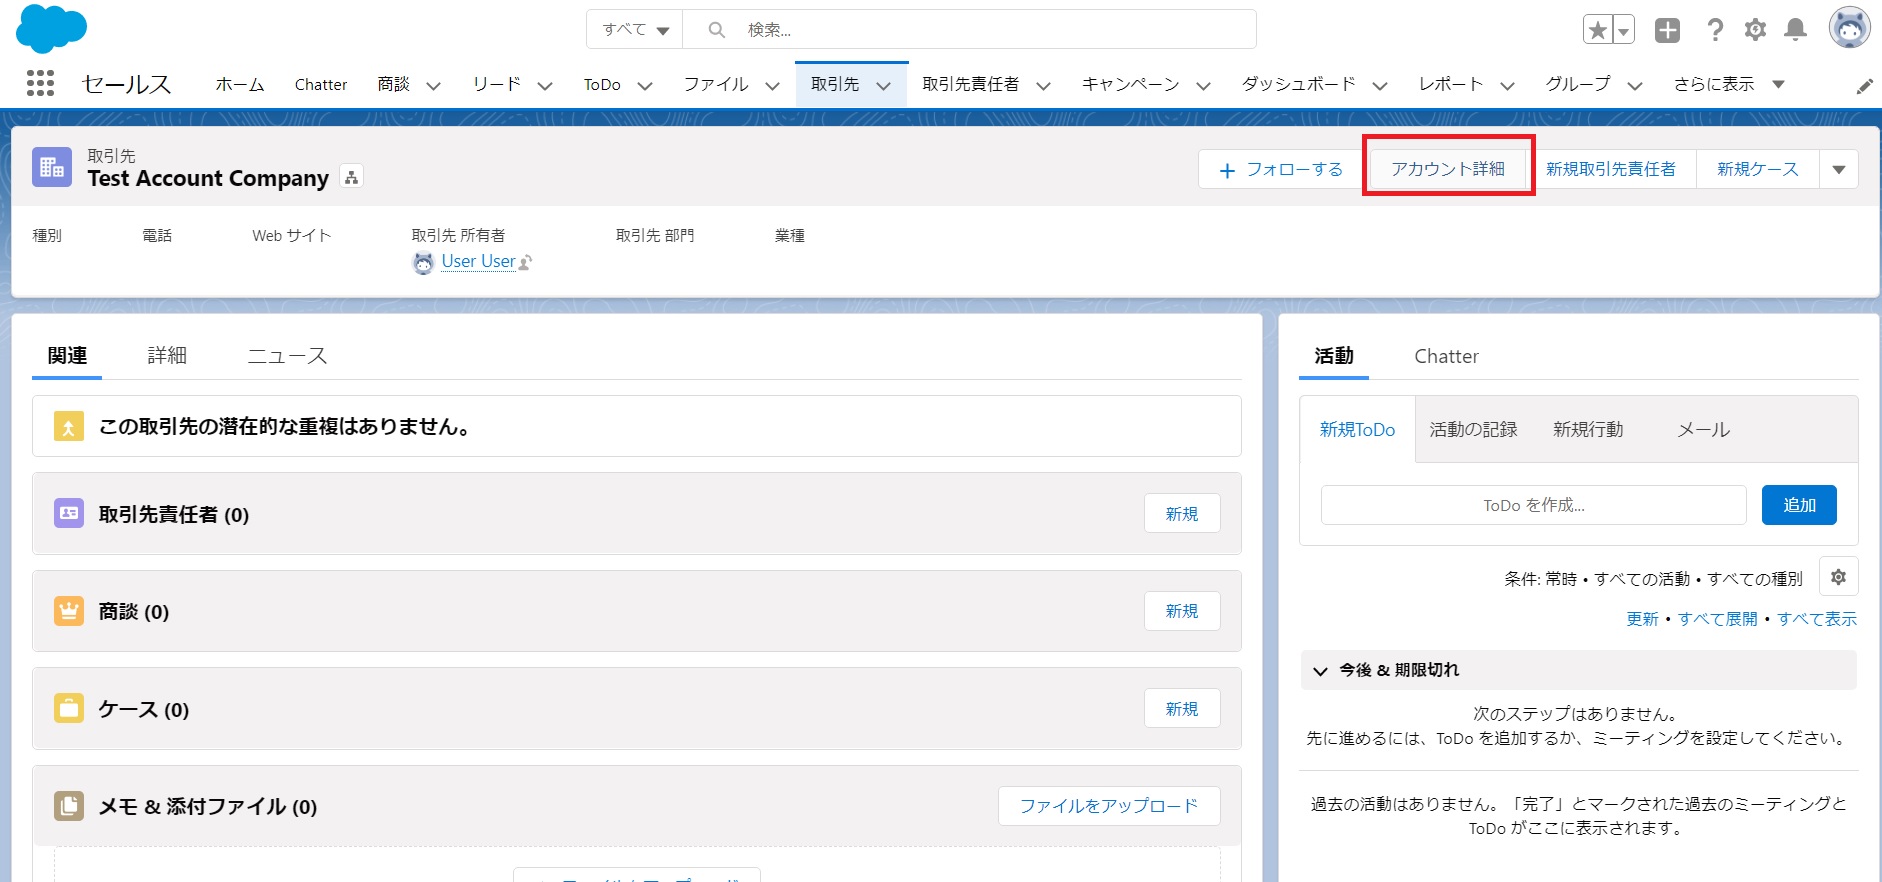 すべて
検索...
セールス
ホーム
Chatter
商談
リード
ToDo
ファイル
取引先
取引先責任者
キャンペーン
ダッシュボード
レポート
グループ
さらに表示
取引先
Test Account Company
フォローする
アカウント詳細
新規取引先責任者
新規ケース
種別
電話
Web サイト
取引先 所有者
取引先 部門
業種
User User
関連
詳細
ニュース
この取引先の潜在的な重複はありません。
取引先責任者 (0)
新規
商談 (0)
新規
ケース (0)
新規
メモ & 添付ファイル (0)
ファイルをアップロード
活動
Chatter
新規ToDo
活動の記録
新規行動
メール
ToDo を作成...
追加
条件: 常時 • すべての活動 • すべての種別
更新 • すべて展開 • すべて表示
今後 & 期限切れ
次のステップはありません。
先に進めるには、ToDo を追加するか、ミーティングを設定してください。
過去の活動はありません。「完了」とマークされた過去のミーティングと
ToDo がここに表示されます。